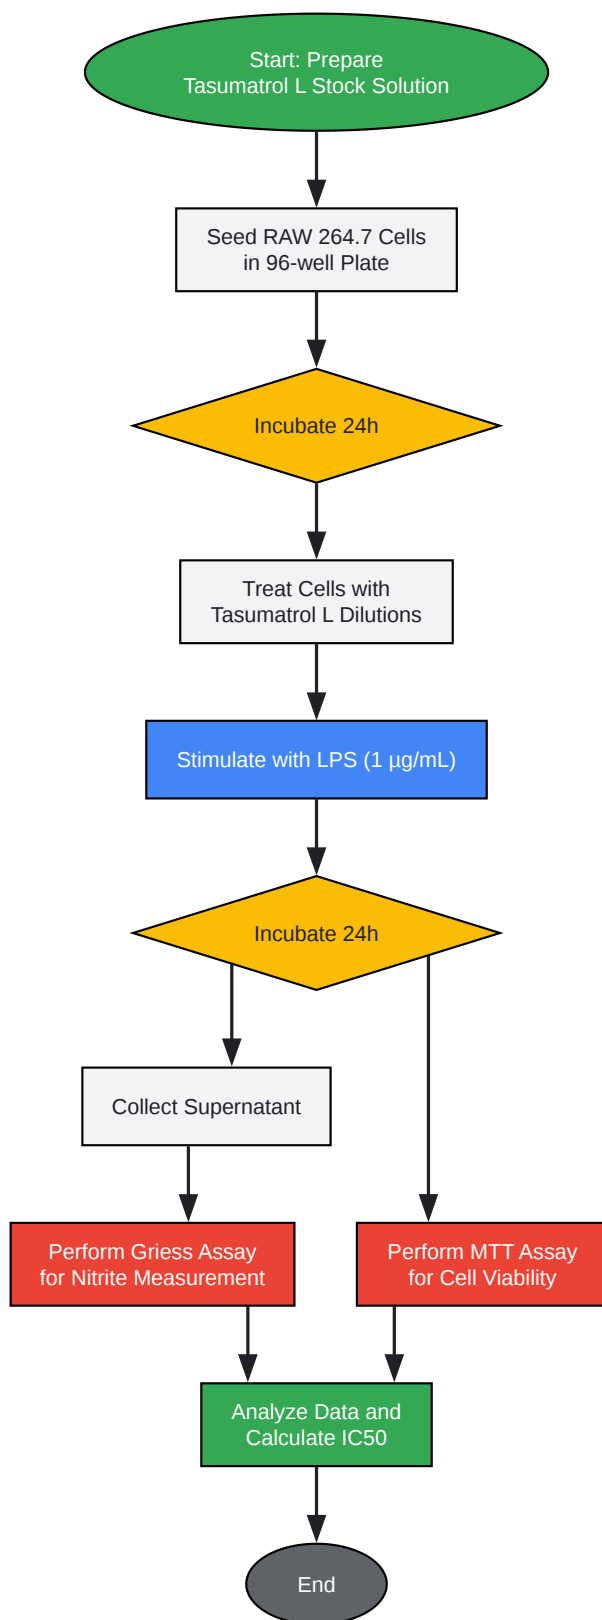 Start: Prepare
Tasumatrol L Stock Solution
Seed RAW 264.7 Cells
in 96-well Plate
Incubate 24h
Treat Cells with
Tasumatrol L Dilutions
Stimulate with LPS (1 µg/mL)
Incubate 24h
Collect Supernatant
Perform Griess Assay
for Nitrite Measurement
Perform MTT Assay
for Cell Viability
Analyze Data and
Calculate IC50
End